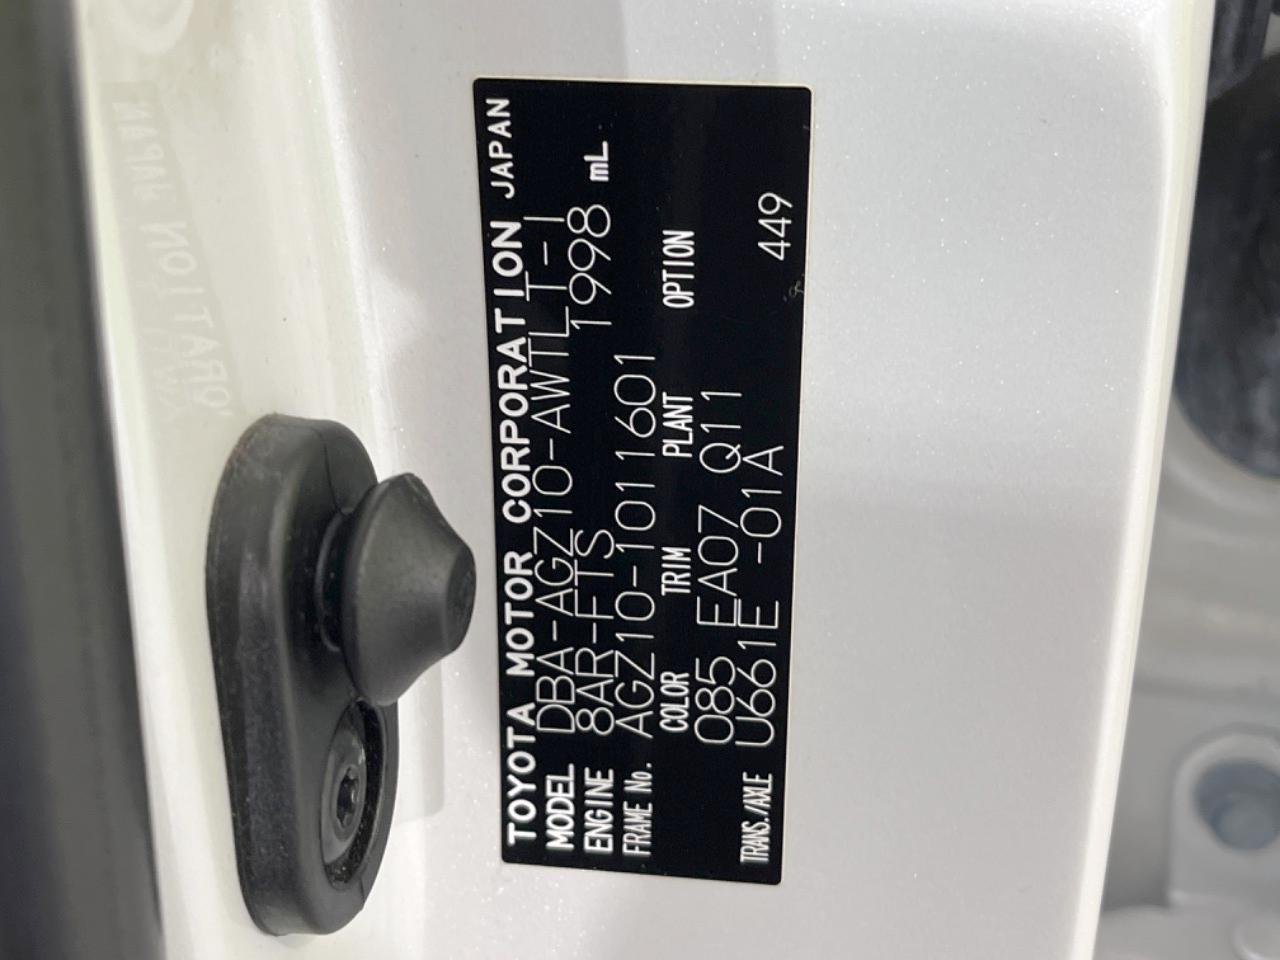 TOYOTA MOTOR CORPORATION JAPAN
MODEL DBA-AGZ10-AWTLT-I
ENGINE 8AR-FTS 1998 mL
FRAME No. AGZ10-1011601
COLOR TRIM PLANT OPTION
085 EA07 Q11
TRANS./AXLE U661E -01A 449